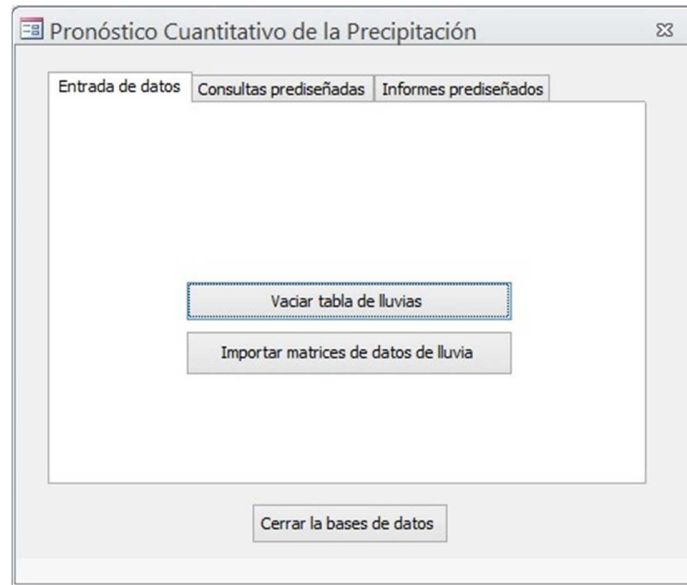 Pronóstico Cuantitativo de la Precipitación
Entrada de datos
Consultas prediseñadas
Informes prediseñados
Vaciar tabla de lluvias
Importar matrices de datos de lluvia
Cerrar la bases de datos